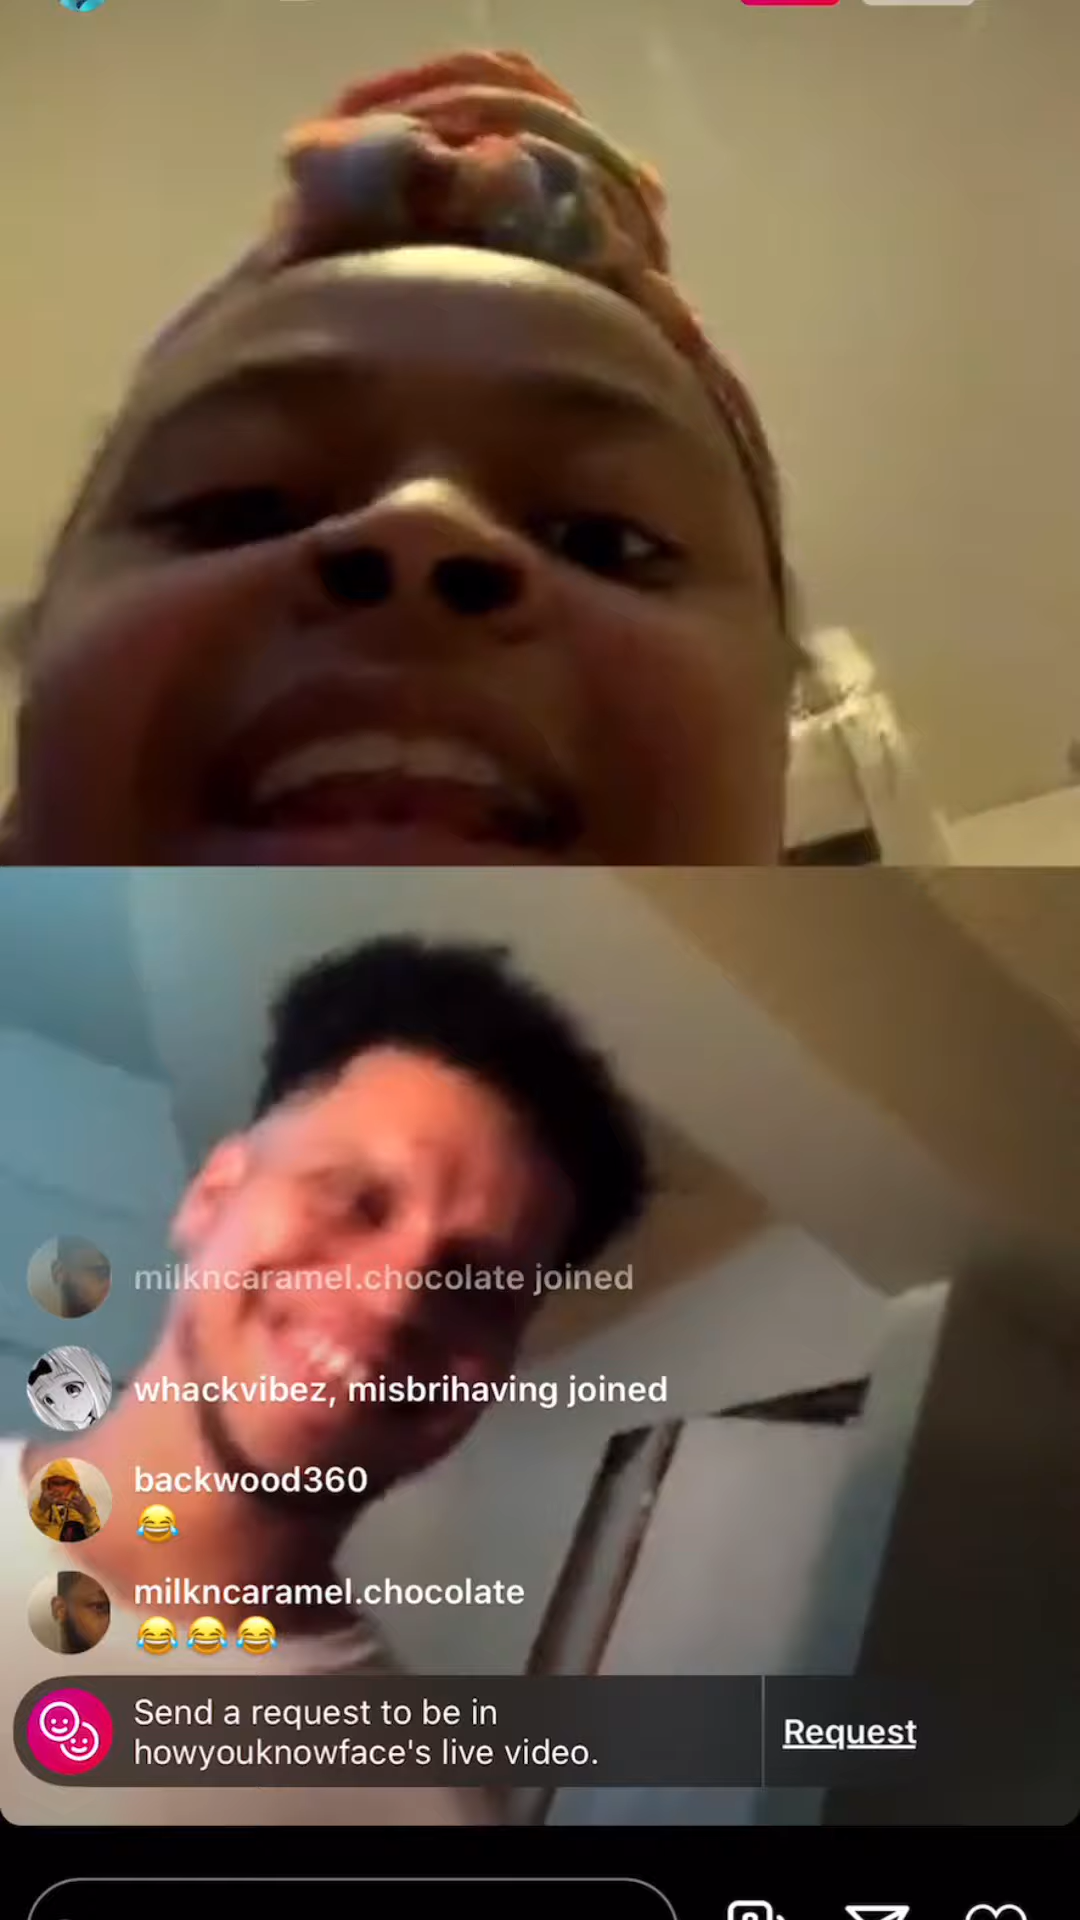 milkncaramel.chocolate joined
whackvibez, misbrihaving joined
backwood360
😂
milkncaramel.chocolate
😂😂😂
Send a request to be in
howyouknowface's live video.
Request